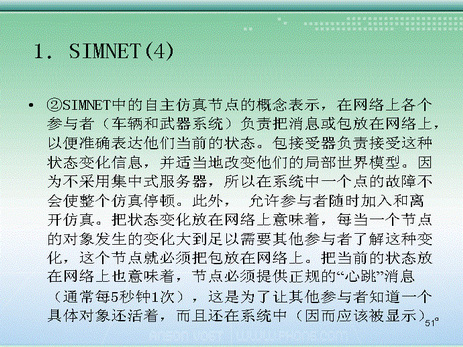 1. SIMNET(4)
• ②SIMNET中的自主仿真节点的概念表示，在网络上各个
参与者（车辆和武器系统）负责把消息或包放在网络上，
以便准确表达他们当前的状态。包接受器负责接受这种
状态变化信息，并适当地改变他们的局部世界模型。因
为不采用集中式服务器，所以在系统中一个点的故障不
会使整个仿真停顿。此外， 允许参与者随时加入和离
开仿真。把状态变化放在网络上意味着，每当一个节点
的对象发生的变化大到足以需要其他参与者了解这种变
化，这个节点就必须把包放在网络上。把当前的状态放
在网络上也意味着，节点必须提供正规的“心跳”消息
（通常每5秒钟1次），这是为了让其他参与者知道一个
具体对象还活着，而且还在系统中（因而应该被显示）。
51